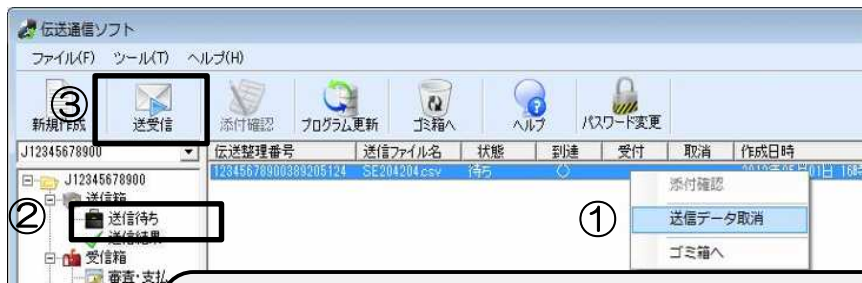 伝送通信ソフト
ファイル(F) ツール(T) ヘルプ(H)
③
新規作成 送受信 添付確認 プログラム更新 ゴミ箱へ ヘルプ パスワード変更
J12345678900
伝送整理番号 送信ファイル名 状態 到達 受付 取消 作成日時
12345678900389205124 SE204204.csv 待ち ○
J12345678900
送信箱
② 送信待ち
送信結果
受信箱
審査・支払
添付確認
① 送信データ取消
ゴミ箱へ